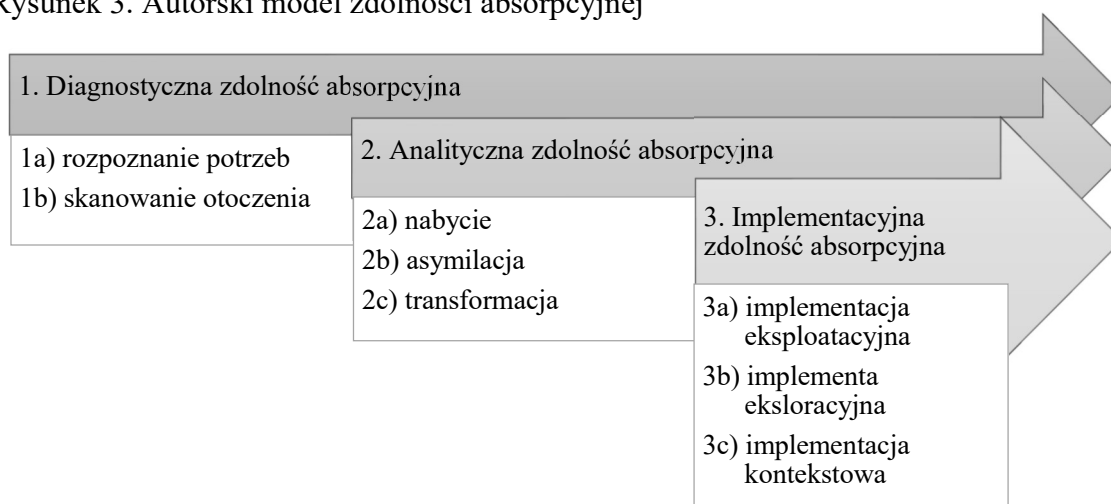 Rysunek 3. Autorski model zdolności absorpcyjnej
1. Diagnostyczna zdolność absorpcyjna
1a) rozpoznanie potrzeb
1b) skanowanie otoczenia
2. Analityczna zdolność absorpcyjna
2a) nabycie
2b) asymilacja
2c) transformacja
3. Implementacyjna
zdolność absorpcyjna
3a) implementacja
eksploatacyjna
3b) implementa
eksloracyjna
3c) implementacja
kontekstowa